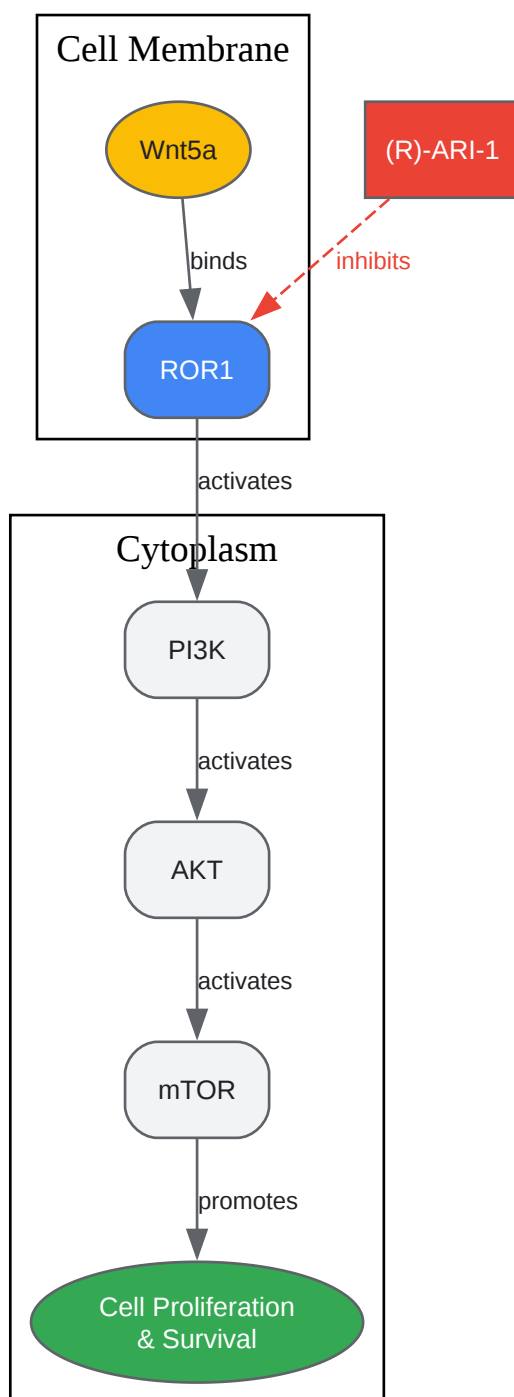 Cell Membrane
Wnt5a
(R)-ARI-1
binds
inhibits
ROR1
activates
Cytoplasm
PI3K
activates
AKT
activates
mTOR
promotes
Cell Proliferation
& Survival